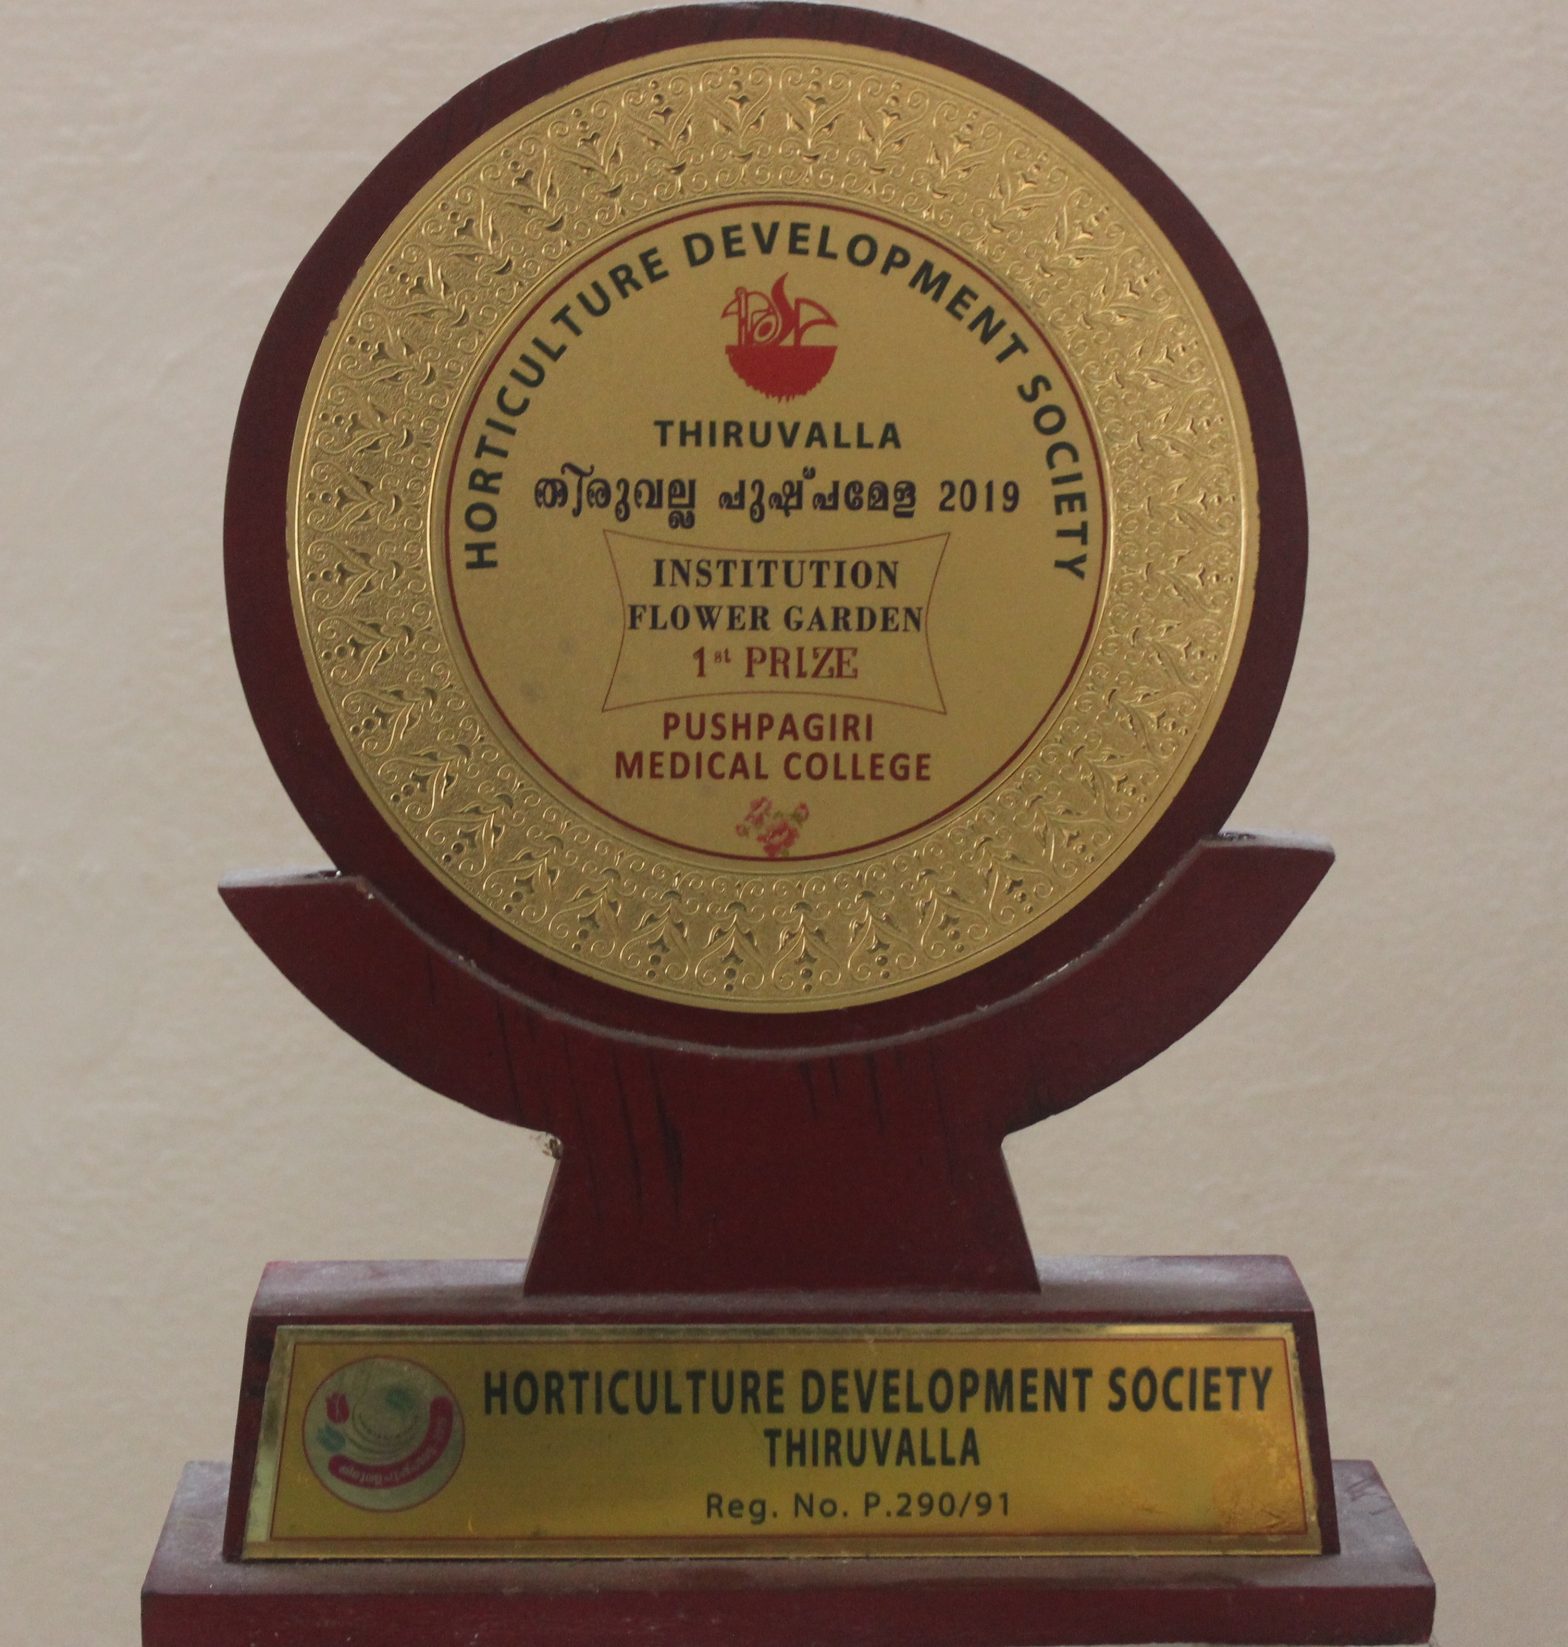 HORTICULTURE DEVELOPMENT SOCIETY
THIRUVALLA
തിരുവല്ല പുഷ്പമേള 2019
INSTITUTION
FLOWER GARDEN
1st PRIZE
PUSHPAGIRI
MEDICAL COLLEGE
HORTICULTURE DEVELOPMENT SOCIETY
THIRUVALLA
Reg. No. P.290/91